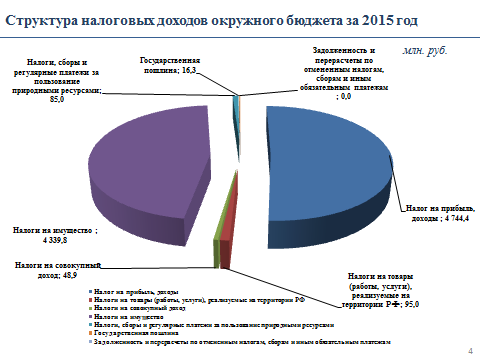 Структура налоговых доходов окружного бюджета за 2015 год
млн. руб.
Налоги, сборы и
регулярные платежи за
пользование
природными ресурсами;
85,0
Государственная
пошлина; 16,3
Задолженность и
перерасчеты по
отмененным налогам,
сборам и иным
обязательным платежам
; 0,0
Налог на прибыль,
доходы ; 4 744,4
Налоги на имущество ;
4 339,8
Налоги на совокупный
доход; 48,9
Налоги на товары
(работы, услуги),
реализуемые на
территории РФ; 95,0
Налог на прибыль, доходы
Налоги на товары (работы, услуги), реализуемые на территории РФ
Налоги на совокупный доход
Налоги на имущество
Налоги, сборы и регулярные платежи за пользование природными ресурсами
Государственная пошлина
Задолженность и перерасчеты по отмененным налогам, сборам и иным обязательным платежам
4